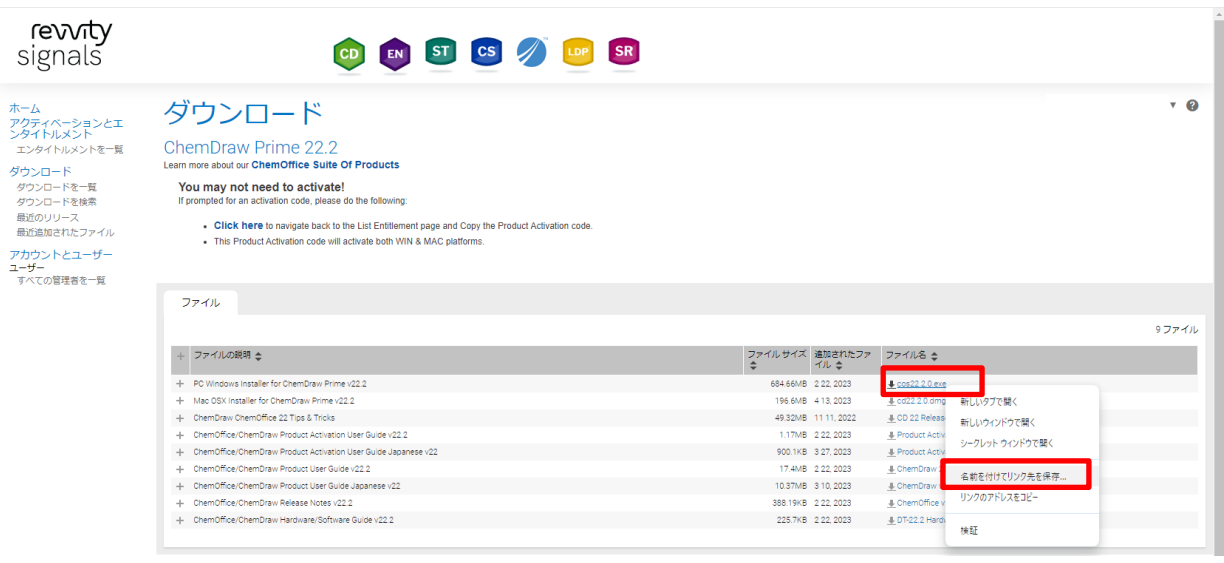 revvity
signals
CD EN ST CS LDP SR
ホーム
アクティベーションとエ
ンタイトルメント
エンタイトルメントを一覧
ダウンロード
ダウンロードを一覧
ダウンロードを検索
最近のリリース
最近追加されたファイル
アカウントとユーザー
ユーザー
すべての管理者を一覧
ダウンロード
ChemDraw Prime 22.2
Learn more about our ChemOffice Suite Of Products
You may not need to activate!
If prompted for an activation code, please do the following:
• Click here to navigate back to the List Entitlement page and Copy the Product Activation code.
• This Product Activation code will activate both WIN & MAC platforms.
ファイル
9 ファイル
+ ファイルの説明 ファイル サイズ 追加されたファイル ファイル名
+ PC Windows Installer for ChemDraw Prime v22.2 684.66MB 2 22, 2023 cos22.2.0.exe
+ Mac OSX Installer for ChemDraw Prime v22.2 196.6MB 4 13, 2023 cd22.2.0.dmg
+ ChemDraw ChemOffice 22 Tips & Tricks 49.32MB 11 11, 2022 CD 22 Releas
+ ChemOffice/ChemDraw Product Activation User Guide v22.2 1.17MB 2 22, 2023 Product Activ
+ ChemOffice/ChemDraw Product Activation User Guide Japanese v22 900.1KB 3 27, 2023 Product Activ
+ ChemOffice/ChemDraw Product User Guide v22.2 17.4MB 2 22, 2023 ChemDraw
+ ChemOffice/ChemDraw Product User Guide Japanese v22 10.37MB 3 10, 2023 ChemDraw
+ ChemOffice/ChemDraw Release Notes v22.2 388.19KB 2 22, 2023 ChemOffice v
+ ChemOffice/ChemDraw Hardware/Software Guide v22.2 225.7KB 2 22, 2023 DT-22.2 Hard
新しいタブで開く
新しいウィンドウで開く
シークレット ウィンドウで開く
名前を付けてリンク先を保存...
リンクのアドレスをコピー
検証